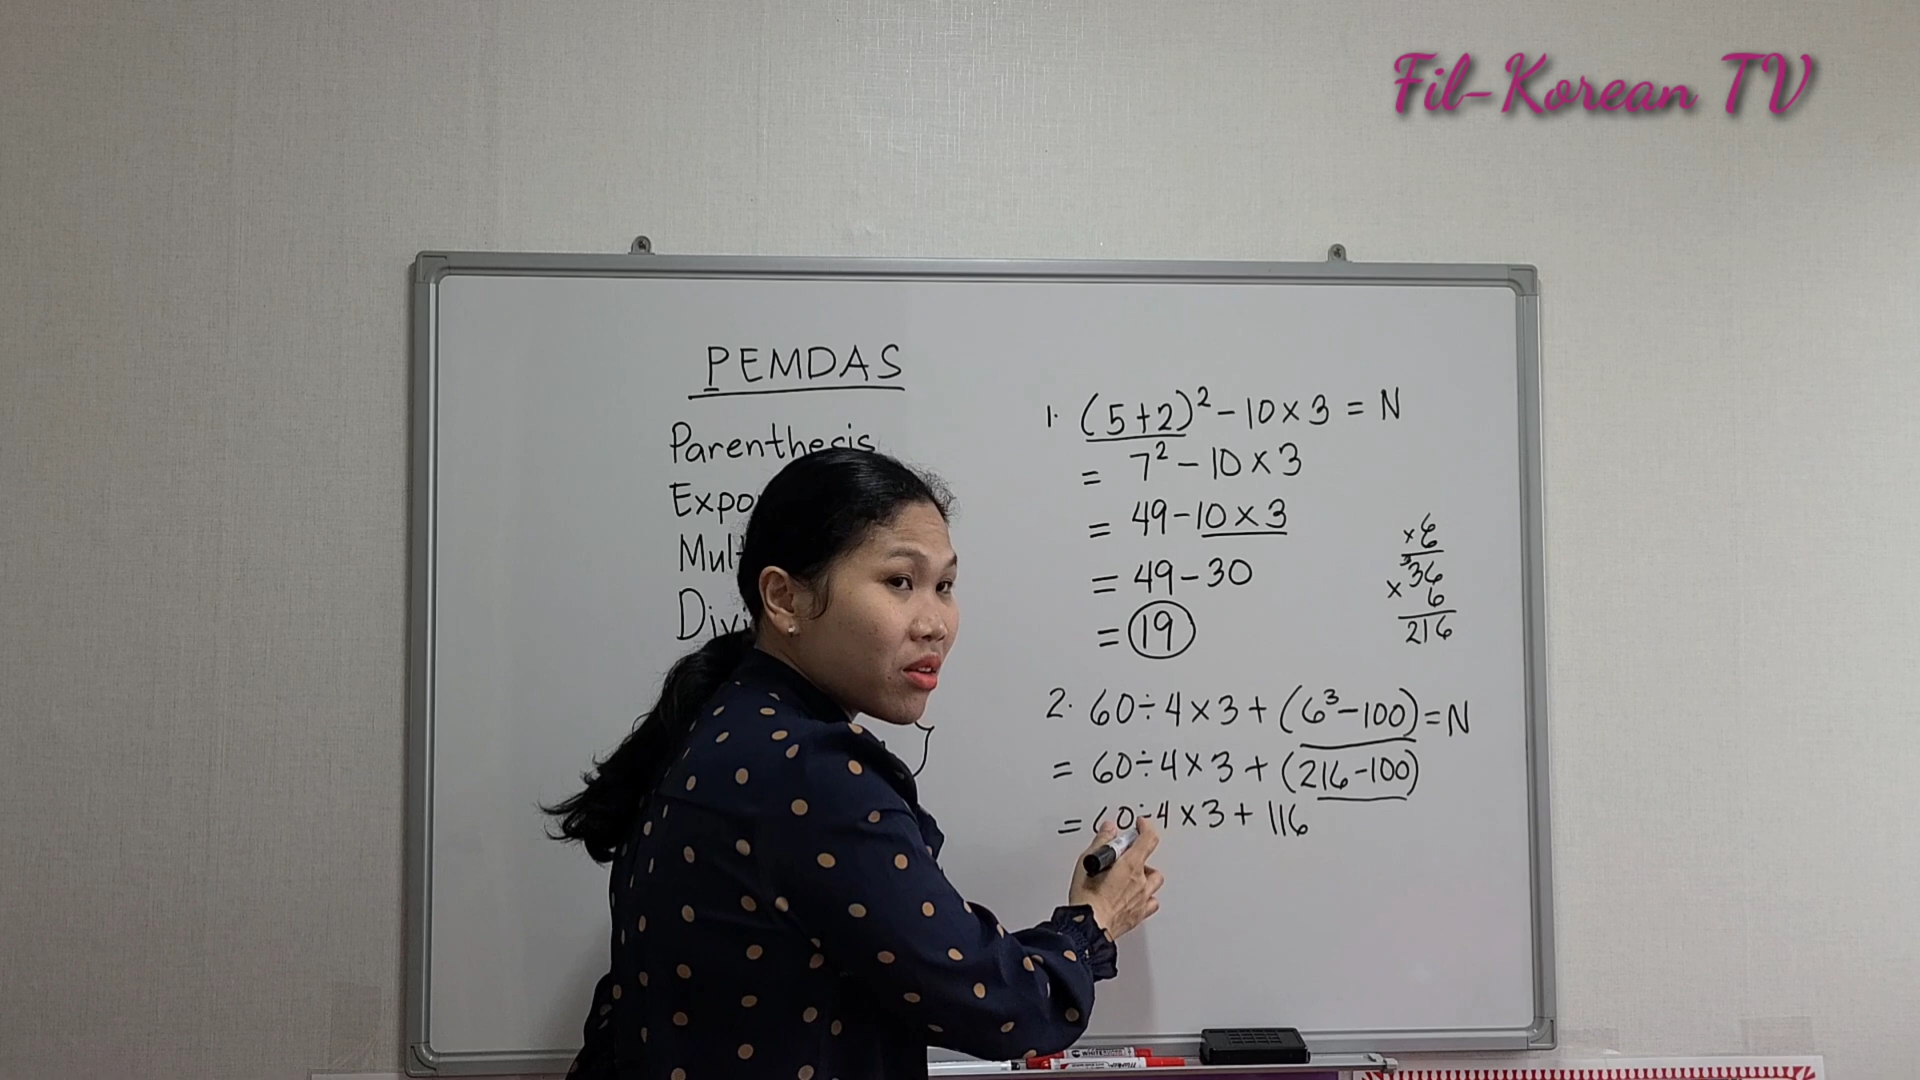 Fil-Korean TV
PEMDAS
Parenthesis
1. (5+2)² - 10 × 3 = N
= 7² - 10 × 3
= 49 - 10 × 3
= 49 - 30
= 19
× 6
³36
× 6
216
2. 60 ÷ 4 × 3 + (6³ - 100) = N
= 60 ÷ 4 × 3 + (216 - 100)
= 60 ÷ 4 × 3 + 116